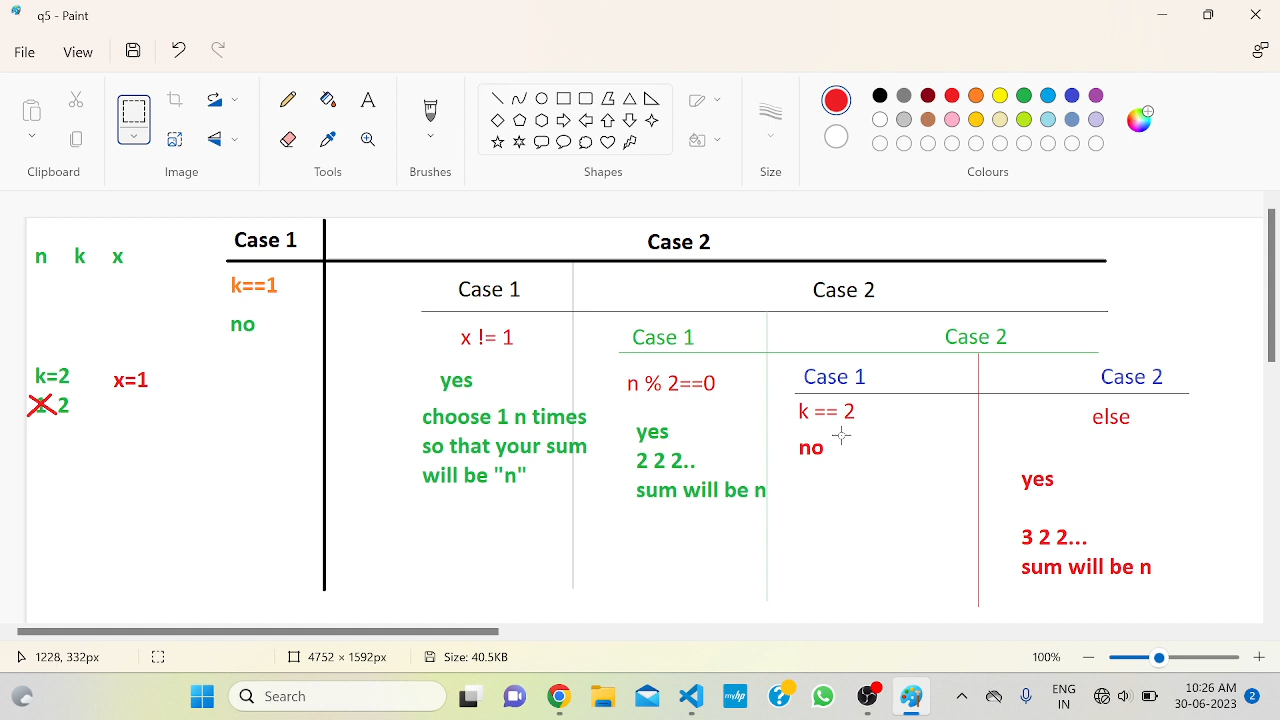 q5 - Paint
File View
Clipboard
Image
Tools
Brushes
Shapes
Size
Colours
n k x
Case 1
Case 2
k==1
no
Case 1
Case 2
x != 1
yes
choose 1 n times
so that your sum
will be "n"
Case 1
Case 2
n % 2==0
yes
2 2 2..
sum will be n
Case 1
Case 2
k == 2
no
else
yes
3 2 2...
sum will be n
k=2
x=1
1 2
1228, 332px
4752 × 1592px
Size: 40.5KB
100%
Search
myhp
ENG
IN
10:26 AM
30-06-2023
2